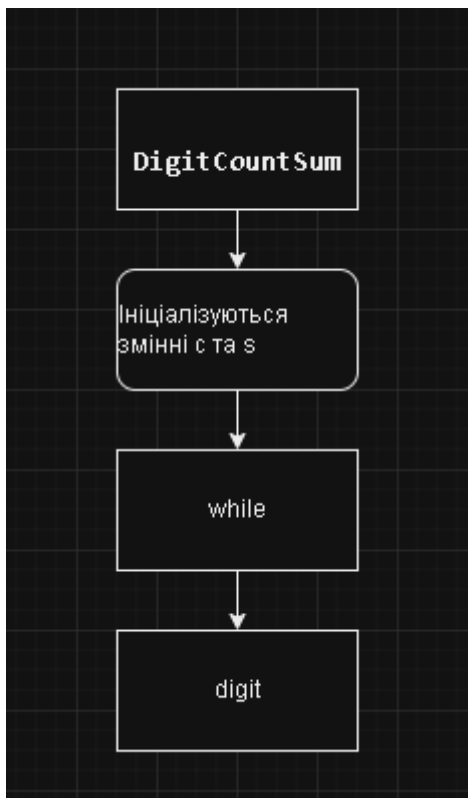 DigitCountSum
Ініціалізуються
змінні c та s
while
digit